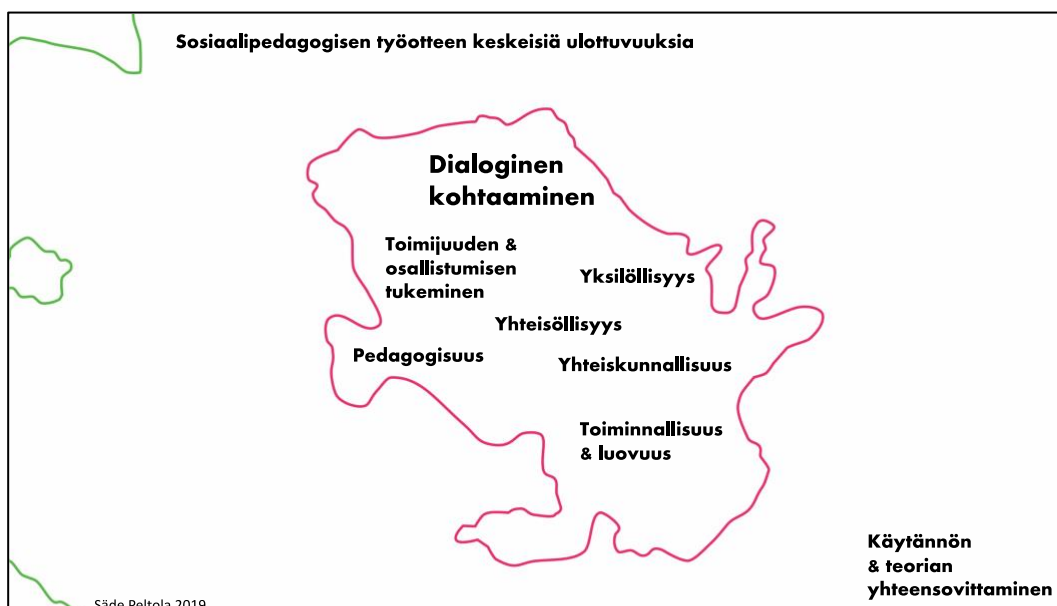 Sosiaalipedagogisen työotteen keskeisiä ulottuvuuksia
Dialoginen
kohtaaminen
Toimijuuden &
osallistumisen
tukeminen
Yksilöllisyys
Yhteisöllisyys
Pedagogisuus
Yhteiskunnallisuus
Toiminnallisuus
& luovuus
Käytännön
& teorian
yhteensovittaminen
Säde Peltola 2019